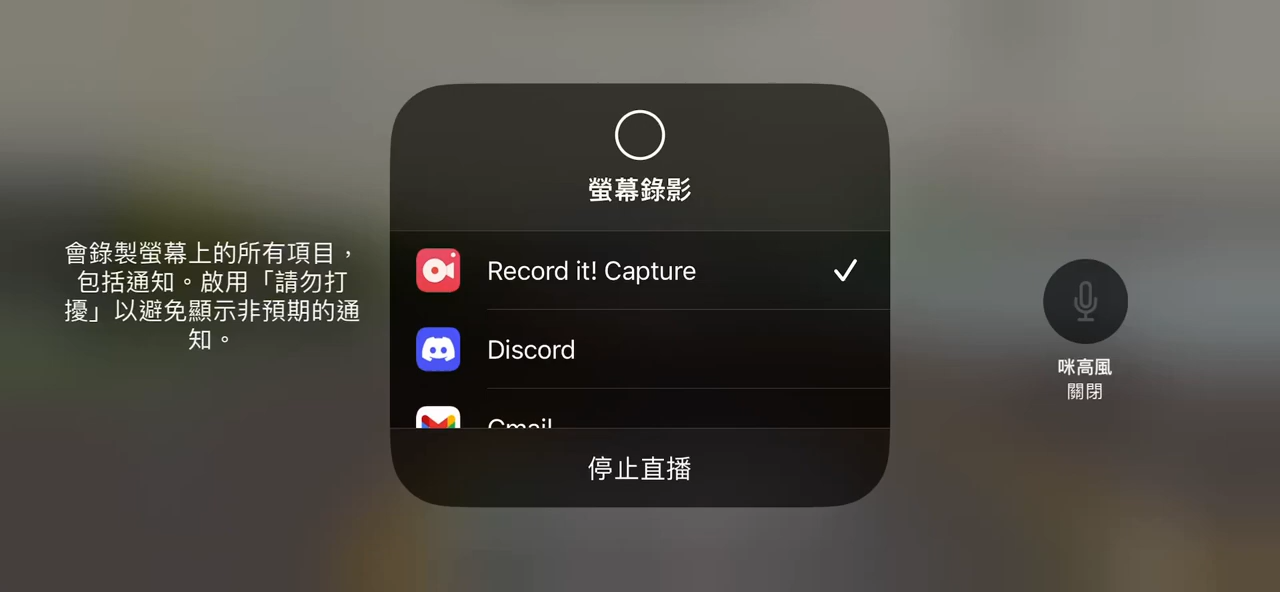 螢幕錄影
會錄製螢幕上的所有項目，
包括通知。啟用「請勿打
擾」以避免顯示非預期的通
知。
Record it! Capture
Discord
Gmail
停止直播
咪高風
關閉